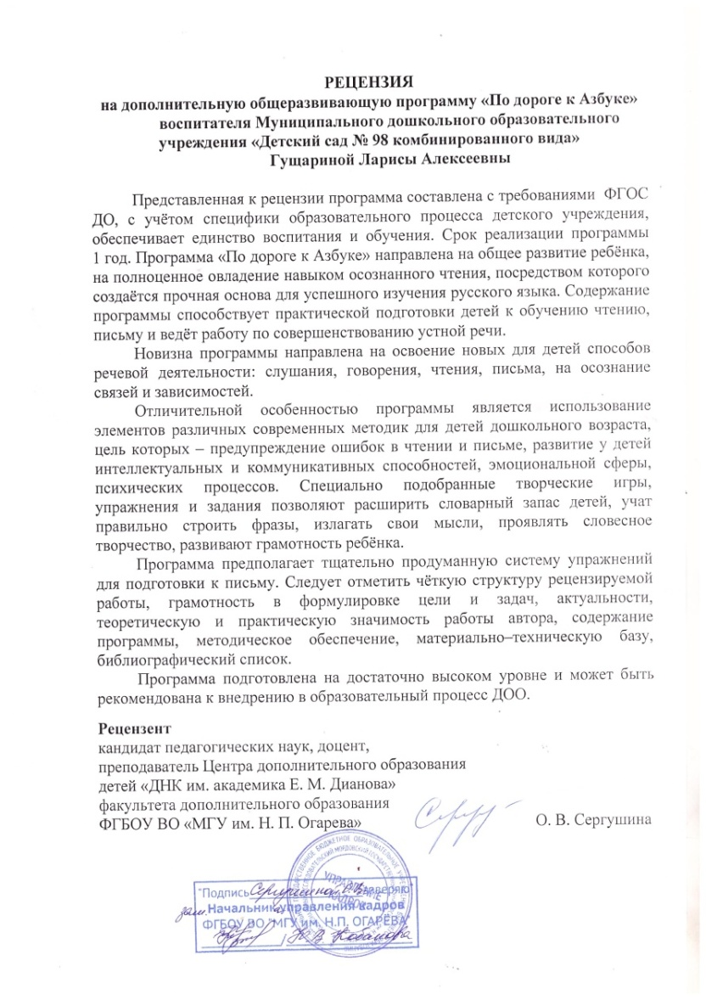 РЕЦЕНЗИЯ
на дополнительную общеразвивающую программу «По дороге к Азбуке»
воспитателя Муниципального дошкольного образовательного
учреждения «Детский сад № 98 комбинированного вида»
Гущариной Ларисы Алексеевны
Представленная к рецензии программа составлена с требованиями ФГОС
ДО, с учётом специфики образовательного процесса детского учреждения,
обеспечивает единство воспитания и обучения. Срок реализации программы
1 год. Программа «По дороге к Азбуке» направлена на общее развитие ребёнка,
на полноценное овладение навыком осознанного чтения, посредством которого
создаётся прочная основа для успешного изучения русского языка. Содержание
программы способствует практической подготовки детей к обучению чтению,
письму и ведёт работу по совершенствованию устной речи.
Новизна программы направлена на освоение новых для детей способов
речевой деятельности: слушания, говорения, чтения, письма, на осознание
связей и зависимостей.
Отличительной особенностью программы является использование
элементов различных современных методик для детей дошкольного возраста,
цель которых – предупреждение ошибок в чтении и письме, развитие у детей
интеллектуальных и коммуникативных способностей, эмоциональной сферы,
психических процессов. Специально подобранные творческие игры,
упражнения и задания позволяют расширить словарный запас детей, учат
правильно строить фразы, излагать свои мысли, проявлять словесное
творчество, развивают грамотность ребёнка.
Программа предполагает тщательно продуманную систему упражнений
для подготовки к письму. Следует отметить чёткую структуру рецензируемой
работы, грамотность в формулировке цели и задач, актуальности,
теоретическую и практическую значимость работы автора, содержание
программы, методическое обеспечение, материально–техническую базу,
библиографический список.
Программа подготовлена на достаточно высоком уровне и может быть
рекомендована к внедрению в образовательный процесс ДОО.
Рецензент
кандидат педагогических наук, доцент,
преподаватель Центра дополнительного образования
детей «ДНК им. академика Е. М. Дианова»
факультета дополнительного образования
ФГБОУ ВО «МГУ им. Н. П. Огарева» О. В. Сергушина
"Подпись Сергушиной О.В. заверяю"
зам. Начальник управления кадров
ФГБОУ ВО "МГУ им. Н.П. ОГАРЁВА"
УПРАВЛЕНИЕ
КАДРОВ